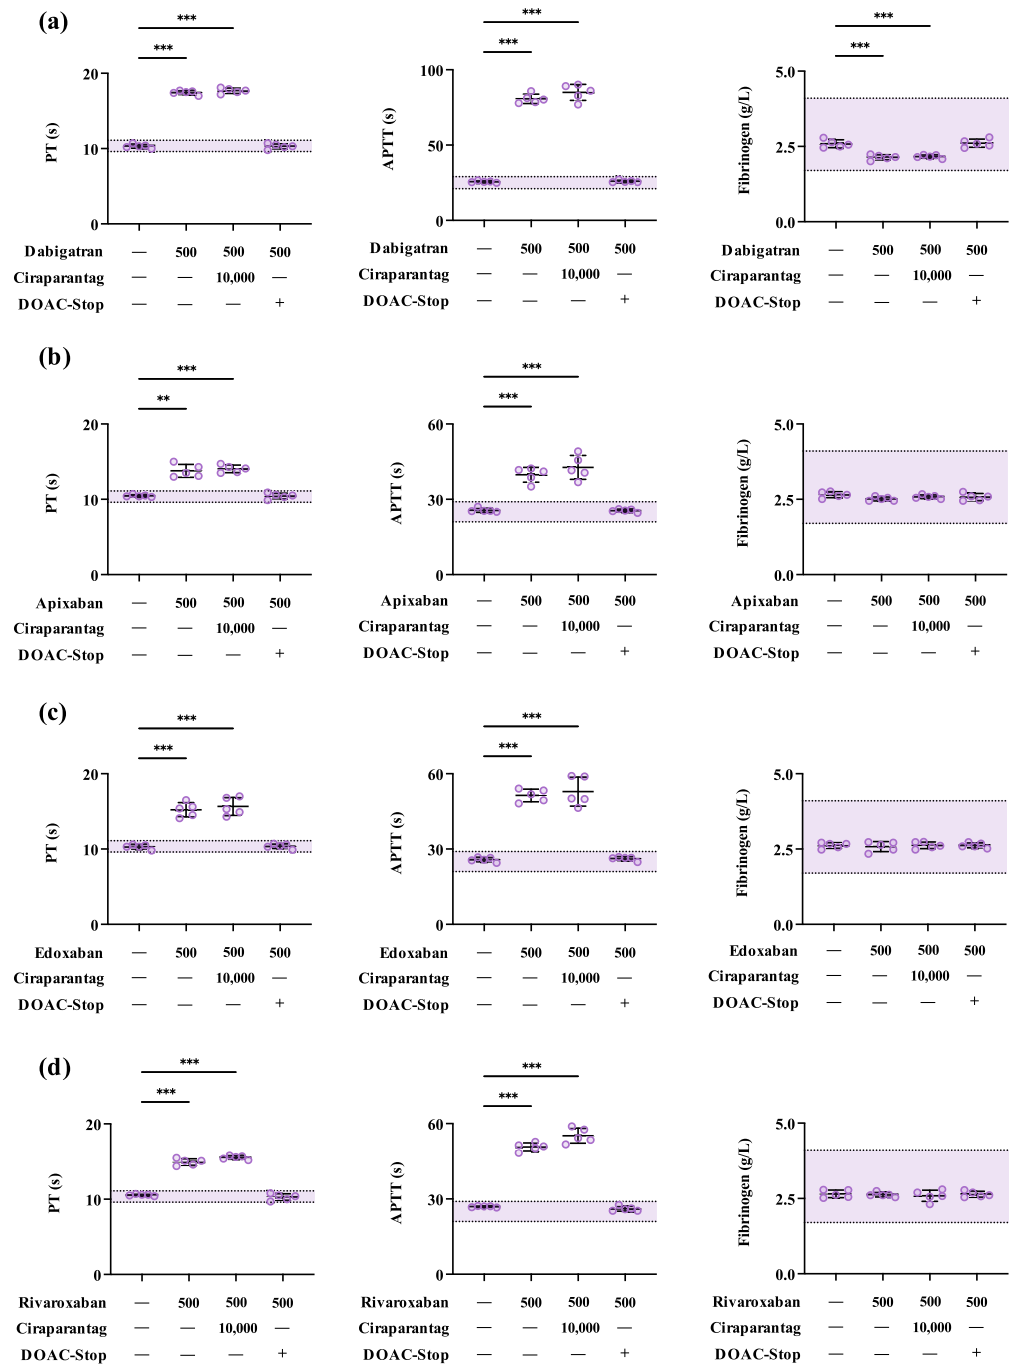 (a)
***
***
20
10
0
PT (s)
Dabigatran — 500 500 500
Ciraparantag — — 10,000 —
DOAC-Stop — — — +
***
***
100
50
0
APTT (s)
Dabigatran — 500 500 500
Ciraparantag — — 10,000 —
DOAC-Stop — — — +
***
***
5.0
2.5
0.0
Fibrinogen (g/L)
Dabigatran — 500 500 500
Ciraparantag — — 10,000 —
DOAC-Stop — — — +
(b)
***
**
20
10
0
PT (s)
Apixaban — 500 500 500
Ciraparantag — — 10,000 —
DOAC-Stop — — — +
***
***
60
30
0
APTT (s)
Apixaban — 500 500 500
Ciraparantag — — 10,000 —
DOAC-Stop — — — +
5.0
2.5
0.0
Fibrinogen (g/L)
Apixaban — 500 500 500
Ciraparantag — — 10,000 —
DOAC-Stop — — — +
(c)
***
***
20
10
0
PT (s)
Edoxaban — 500 500 500
Ciraparantag — — 10,000 —
DOAC-Stop — — — +
***
***
60
30
0
APTT (s)
Edoxaban — 500 500 500
Ciraparantag — — 10,000 —
DOAC-Stop — — — +
5.0
2.5
0.0
Fibrinogen (g/L)
Edoxaban — 500 500 500
Ciraparantag — — 10,000 —
DOAC-Stop — — — +
(d)
***
***
20
10
0
PT (s)
Rivaroxaban — 500 500 500
Ciraparantag — — 10,000 —
DOAC-Stop — — — +
***
***
60
30
0
APTT (s)
Rivaroxaban — 500 500 500
Ciraparantag — — 10,000 —
DOAC-Stop — — — +
5.0
2.5
0.0
Fibrinogen (g/L)
Rivaroxaban — 500 500 500
Ciraparantag — — 10,000 —
DOAC-Stop — — — +